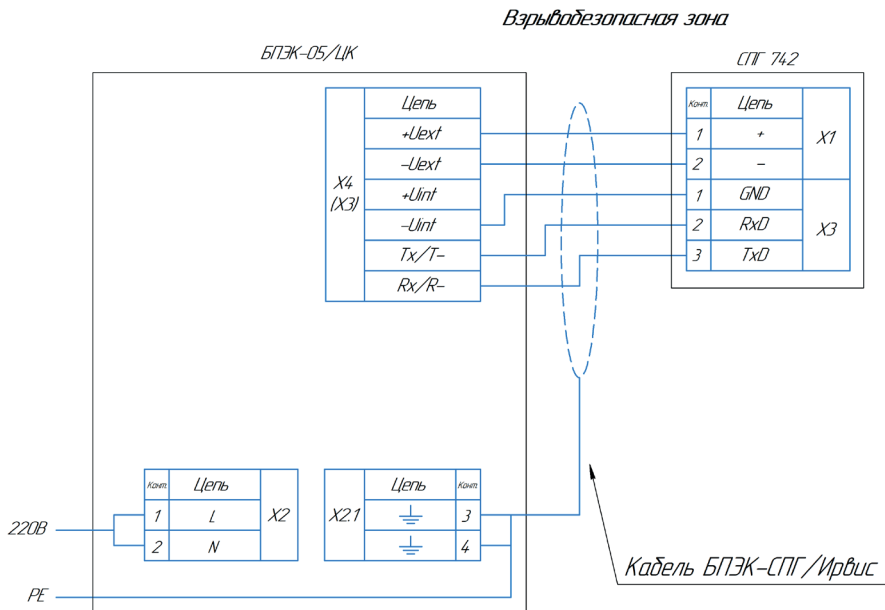 Взрывобезопасная зона
БПЭК-05/ЦК
СПГ 742
X4
(X3)
Цепь
+Uext
-Uext
+Uint
-Uint
Tx/T-
Rx/R-
Конт. Цепь
1 +
2 -
X1
1 GND
2 RxD
3 TxD
X3
Конт. Цепь
1 L
2 N
X2
X2.1
Цепь Конт.
3
4
220В
PE
Кабель БПЭК-СПГ/Ирвис